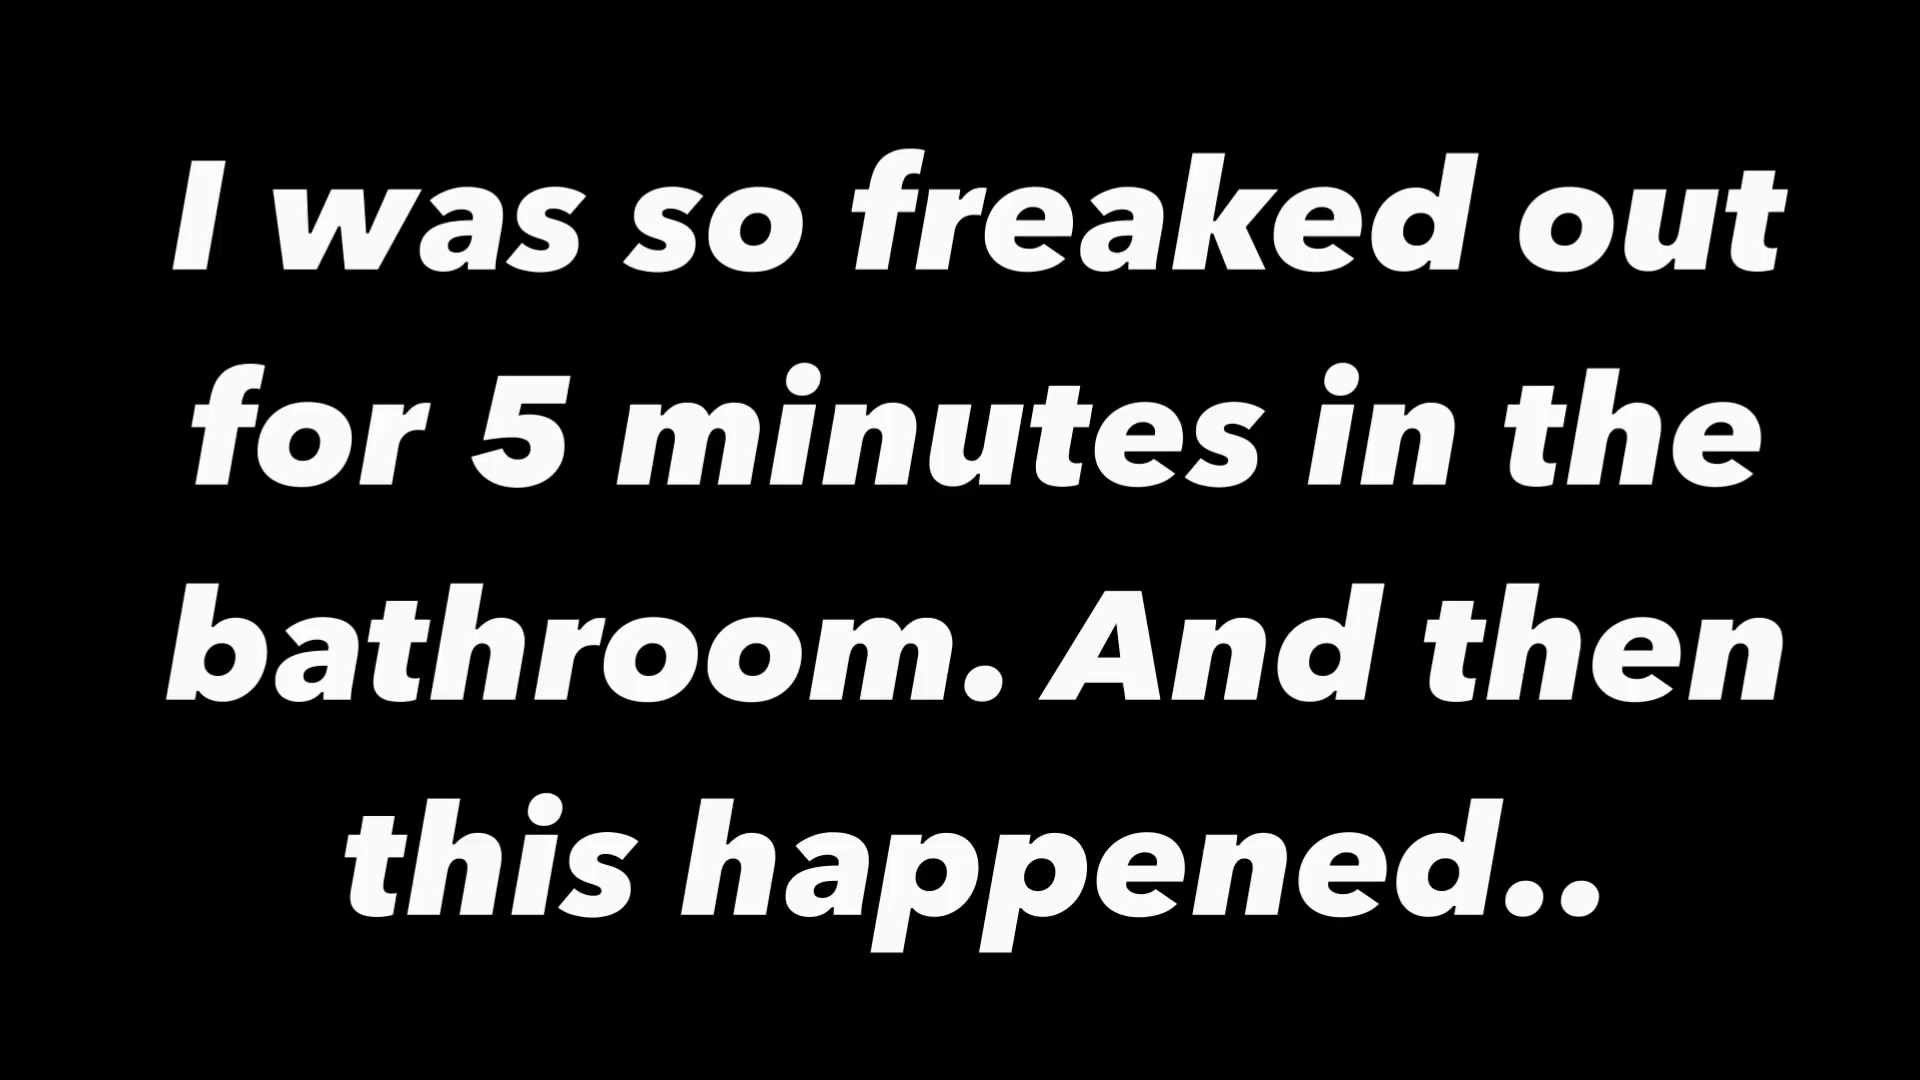 I was so freaked out
for 5 minutes in the
bathroom. And then
this happened..